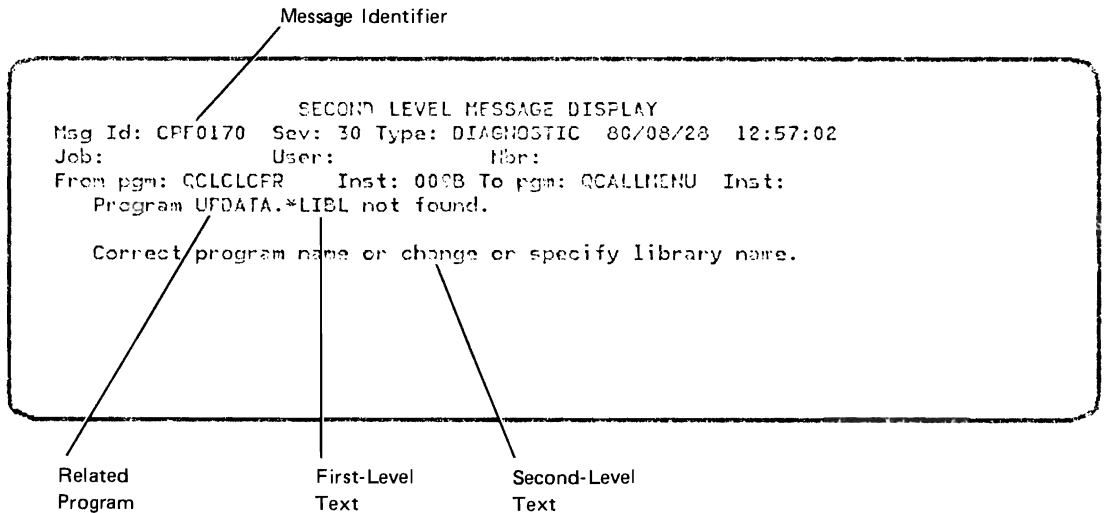 Message Identifier
SECOND LEVEL MESSAGE DISPLAY
Msg Id: CPF0170 Sev: 30 Type: DIAGNOSTIC 80/08/28 12:57:02
Job: User: Nbr:
From pgm: QCLCLCPR Inst: 009B To pgm: QCALLMENU Inst:
Program UPDATA.*LIBL not found.
Correct program name or change or specify library name.
Related Program
First-Level Text
Second-Level Text